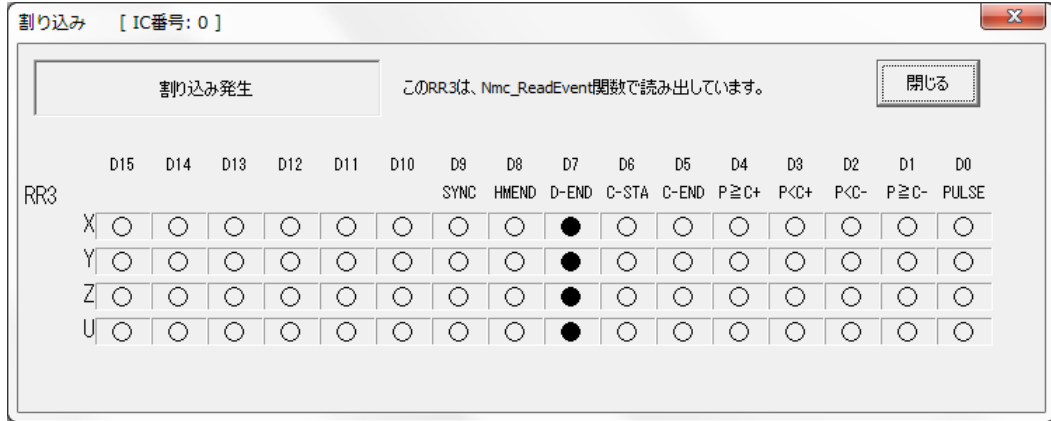 割り込み [ IC番号: 0 ]
割り込み発生 このRR3は、Nmc_ReadEvent関数で読み出しています。 閉じる
D15 D14 D13 D12 D11 D10 D9 D8 D7 D6 D5 D4 D3 D2 D1 D0
RR3 SYNC HMEND D-END C-STA C-END P≧C+ P<C+ P<C- P≧C- PULSE
X
Y
Z
U